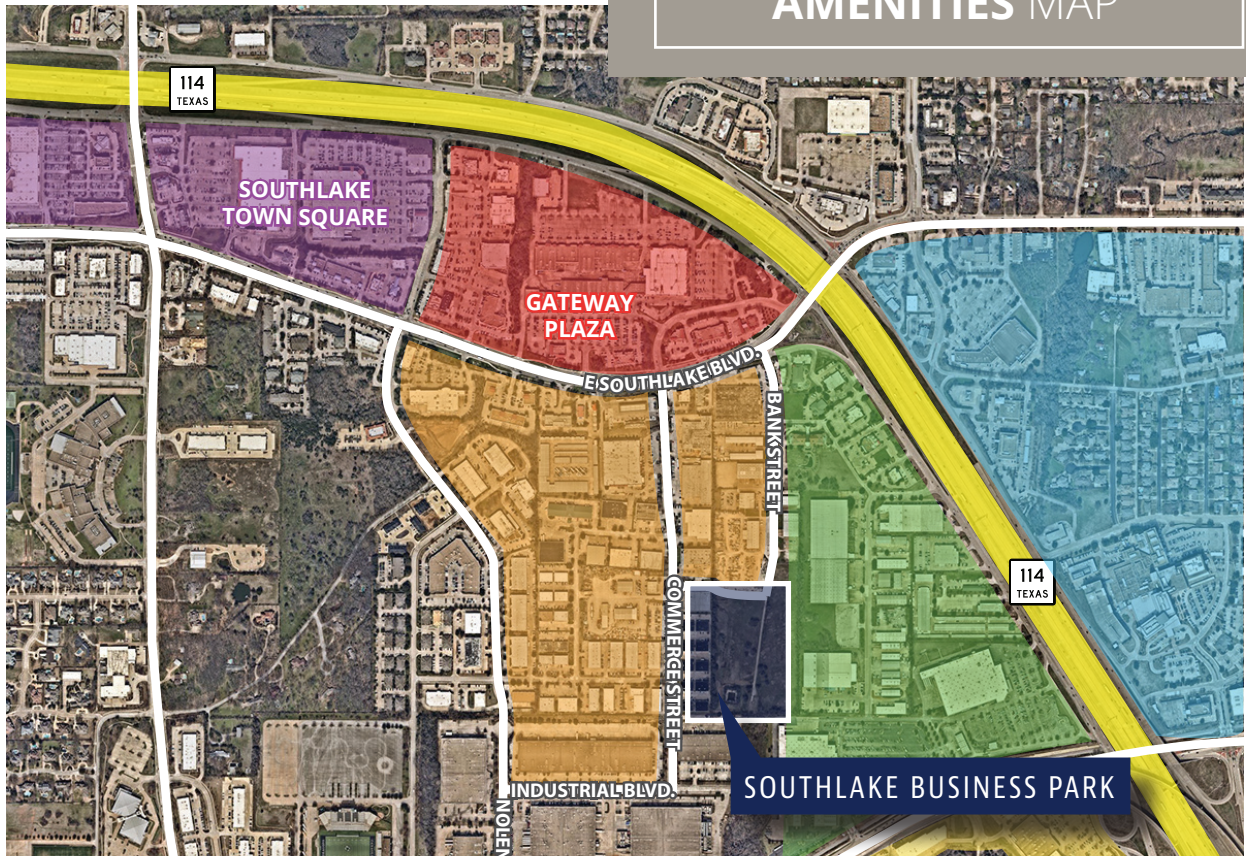 AMENITIES MAP
114
TEXAS
SOUTHLAKE
TOWN SQUARE
GATEWAY
PLAZA
E SOUTHLAKE BLVD.
BANK STREET
114
TEXAS
COMMERCE STREET
SOUTHLAKE BUSINESS PARK
INDUSTRIAL BLVD.
NOLEN